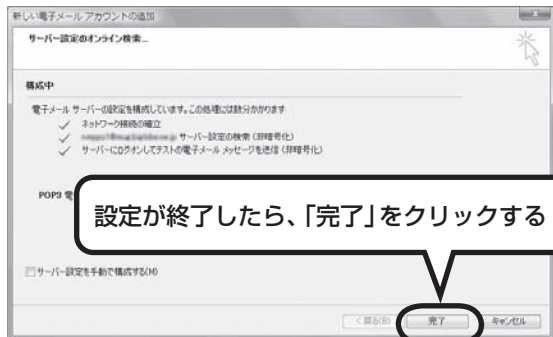 新しい電子メール アカウントの追加
サーバー設定のオンライン検索...
構成中
電子メール サーバーの設定を構成しています。この処理には数分かかります
✓ ネットワーク接続の確立
✓ サーバー設定の検索 (非暗号化)
✓ サーバーにログオンしてテストの電子メール メッセージを送信 (非暗号化)
POP3 電
設定が終了したら、「完了」をクリックする
サーバー設定を手動で構成する(M)
< 戻る(B)
完了
キャンセル